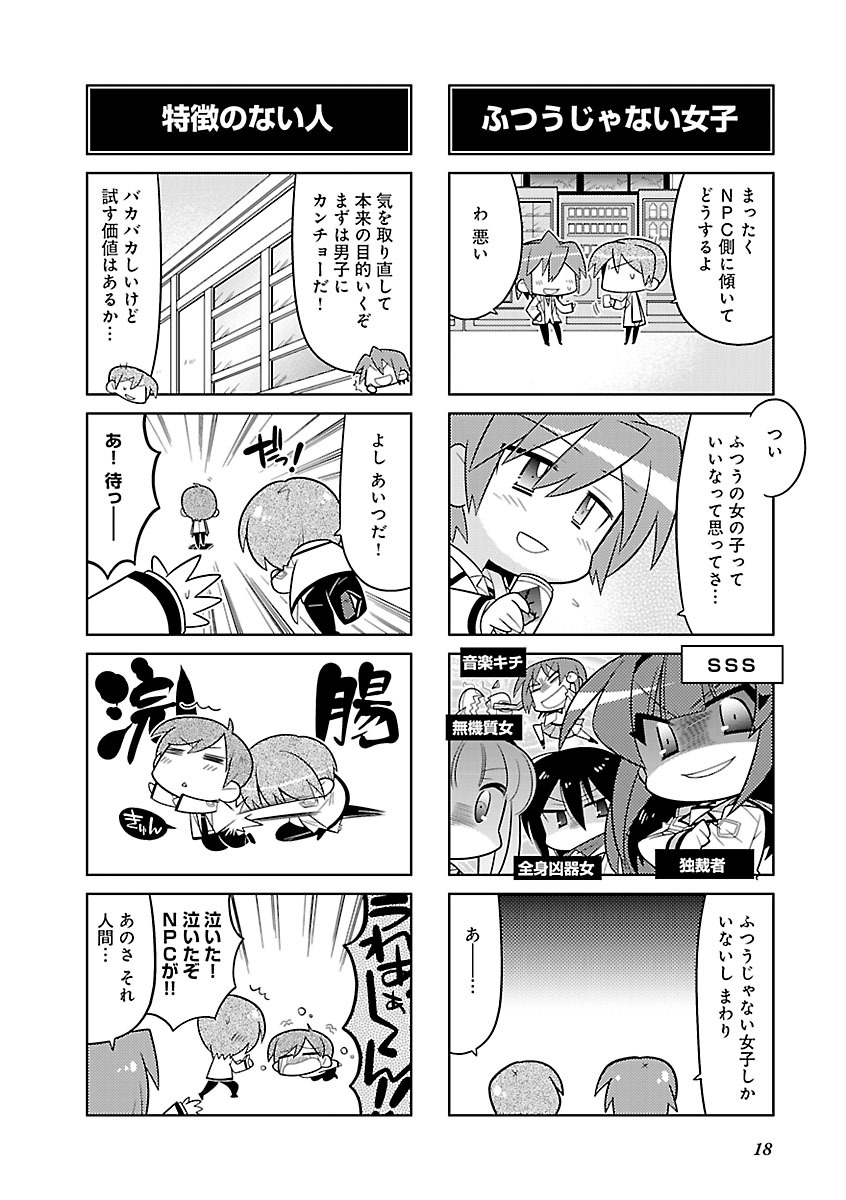 ふつうじゃない女子
まったく
NPC側に傾いて
どうするよ
わ 悪い
つい
ふつうの女の子って
いいなって思ってさ…
SSS
音楽キチ
無機質女
全身凶器女
独裁者
ふつうじゃない女子しか
いないし まわり
あ――…
特徴のない人
気を取り直して
本来の目的いくぞ
まずは男子に
カンチョーだ!
バカバカしいけど
試す価値はあるか…
よし あいつだ!
だっ!
あ! 待っ――
浣腸
きゅん
うわぁぁしーん!!
泣いた!
泣いたぞ
NPCが!!
あのさ それ
人間…
18